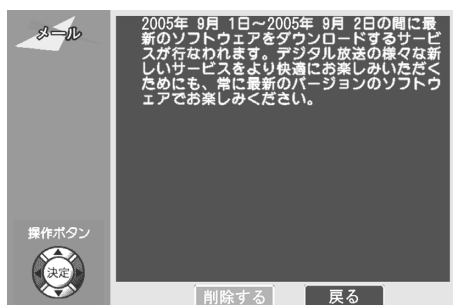 メール
2005年 9月 1日～2005年 9月 2日の間に最
新のソフトウェアをダウンロードするサービ
スが行なわれます。デジタル放送の様々な新
しいサービスをより快適にお楽しみいただく
ためにも、常に最新のバージョンのソフトウ
ェアでお楽しみください。
操作ボタン
決定
削除する
戻る